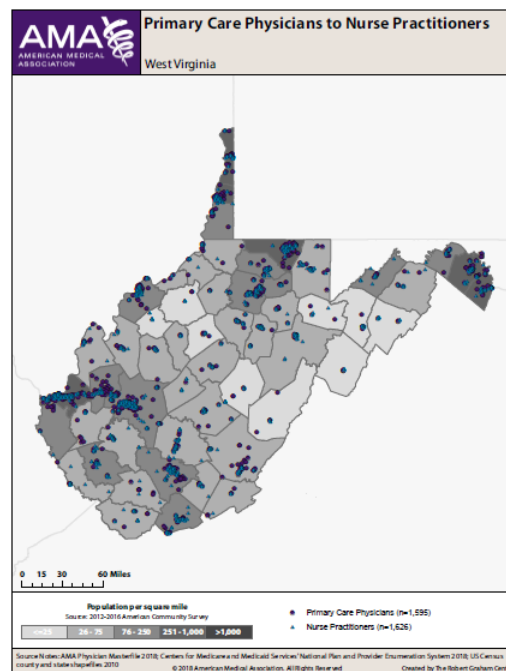 AMA
AMERICAN MEDICAL
ASSOCIATION
Primary Care Physicians to Nurse Practitioners
West Virginia
0 15 30 60 Miles
Population per square mile
Source: 2012-2016 American Community Survey
<=25 26 - 75 76 - 250 251 - 1,000 >1,000
Primary Care Physicians (n=1,595)
Nurse Practitioners (n=1,626)
Source Notes: AMA Physician Masterfile 2018; Centers for Medicare and Medicaid Services' National Plan and Provider Enumeration System 2018; US Census
county and state shapefiles 2010
© 2018 American Medical Association. All Rights Reserved
Created by The Robert Graham Cen